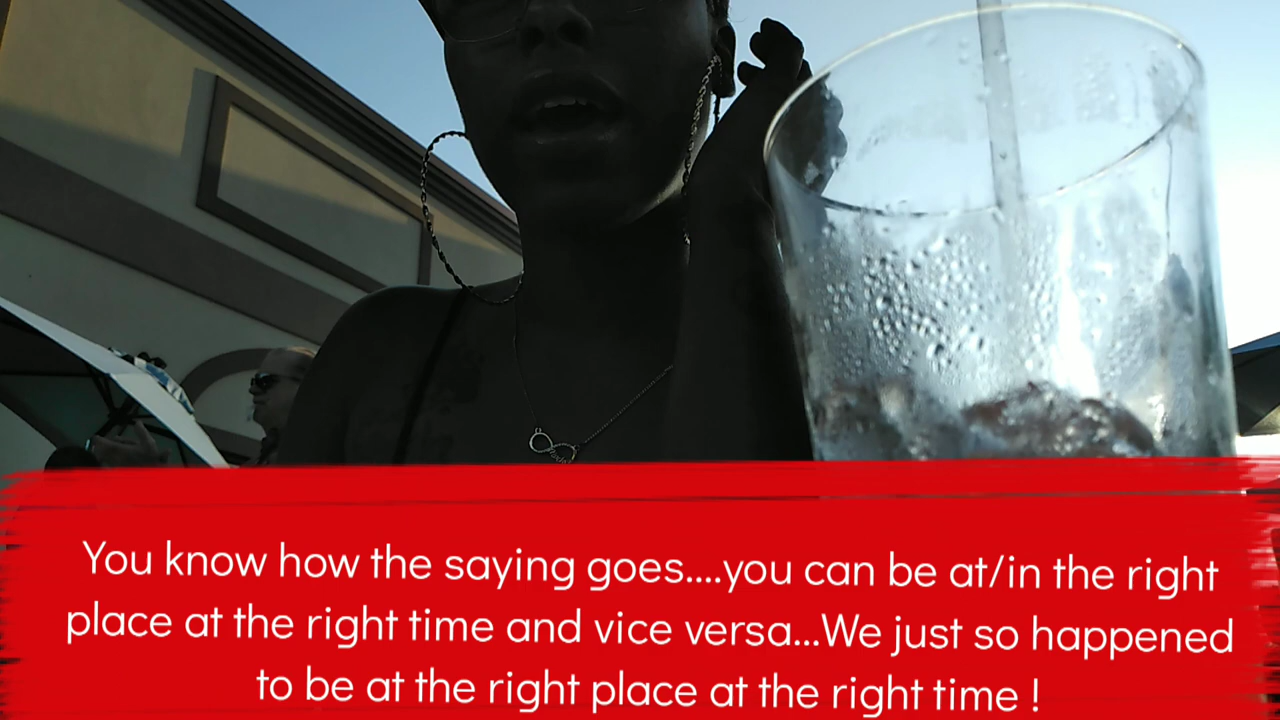 You know how the saying goes....you can be at/in the right
place at the right time and vice versa...We just so happened
to be at the right place at the right time !